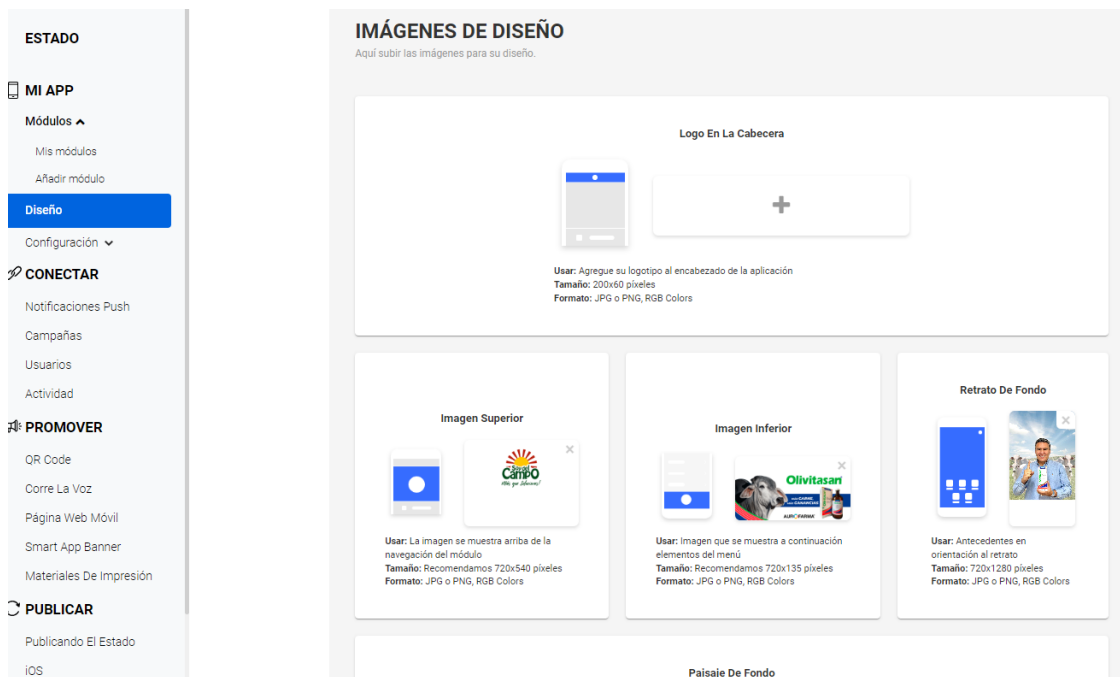 ESTADO
MI APP
Módulos
Mis módulos
Añadir módulo
Diseño
Configuración
CONECTAR
Notificaciones Push
Campañas
Usuarios
Actividad
PROMOVER
QR Code
Corre La Voz
Página Web Móvil
Smart App Banner
Materiales De Impresión
PUBLICAR
Publicando El Estado
iOS
IMÁGENES DE DISEÑO
Aquí subir las imágenes para su diseño.
Logo En La Cabecera
Usar: Agregue su logotipo al encabezado de la aplicación
Tamaño: 200x60 píxeles
Formato: JPG o PNG, RGB Colors
Imagen Superior
Soy del
CamPO
Usar: La imagen se muestra arriba de la
navegación del módulo
Tamaño: Recomendamos 720x540 píxeles
Formato: JPG o PNG, RGB Colors
Imagen Inferior
Olivitasan
AUROFARMA
Usar: Imagen que se muestra a continuación
elementos del menú
Tamaño: Recomendamos 720x135 píxeles
Formato: JPG o PNG, RGB Colors
Retrato De Fondo
Usar: Antecedentes en
orientación al retrato
Tamaño: 720x1280 píxeles
Formato: JPG o PNG, RGB Colors
Paisaje De Fondo